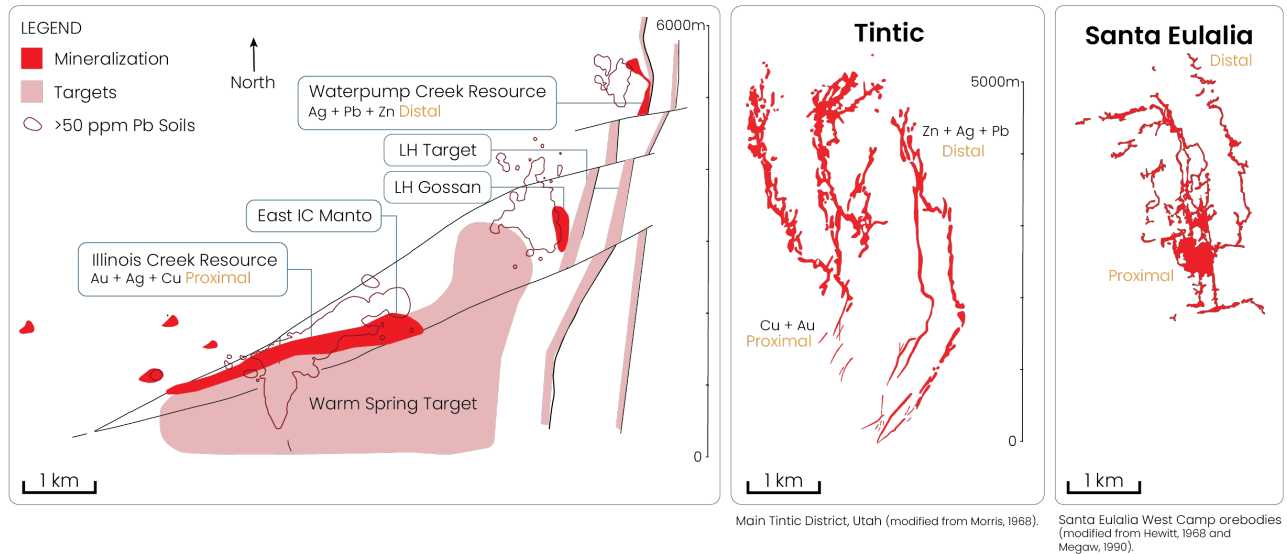 LEGEND
Mineralization
Targets
>50 ppm Pb Soils
North
6000m
Waterpump Creek Resource
Ag + Pb + Zn Distal
LH Target
LH Gossan
East IC Manto
Illinois Creek Resource
Au + Ag + Cu Proximal
Warm Spring Target
0
1 km
Tintic
5000m
Zn + Ag + Pb
Distal
Cu + Au
Proximal
0
1 km
Main Tintic District, Utah (modified from Morris, 1968).
Santa Eulalia
Distal
Proximal
1 km
Santa Eulalia West Camp orebodies
(modified from Hewitt, 1968 and
Megaw, 1990).